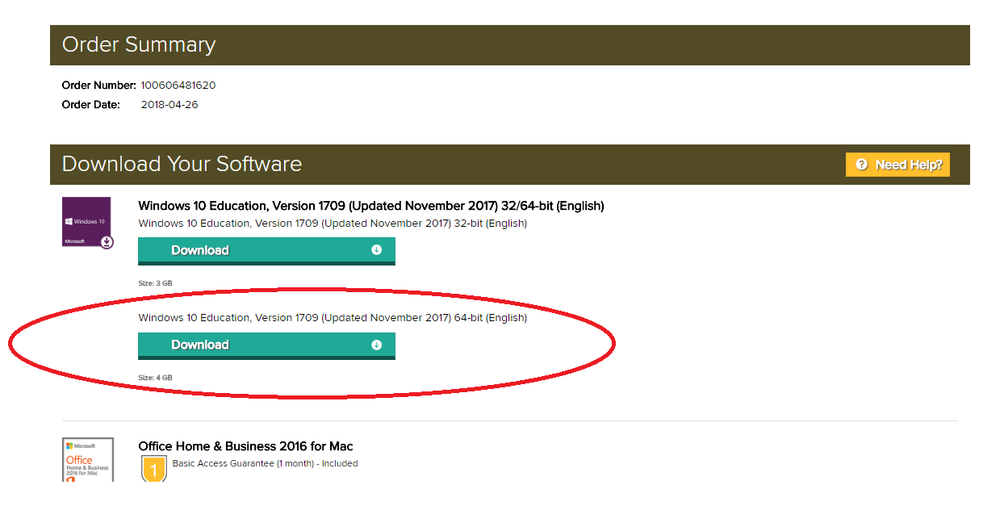 Order Summary
Order Number: 100606481620
Order Date: 2018-04-26
Download Your Software
Need Help?
Windows 10
Microsoft
Windows 10 Education, Version 1709 (Updated November 2017) 32/64-bit (English)
Windows 10 Education, Version 1709 (Updated November 2017) 32-bit (English)
Download
Size: 3 GB
Windows 10 Education, Version 1709 (Updated November 2017) 64-bit (English)
Download
Size: 4 GB
Microsoft
Office
Home & Business
2016 for Mac
Office Home & Business 2016 for Mac
1
Basic Access Guarantee (1 month) - Included